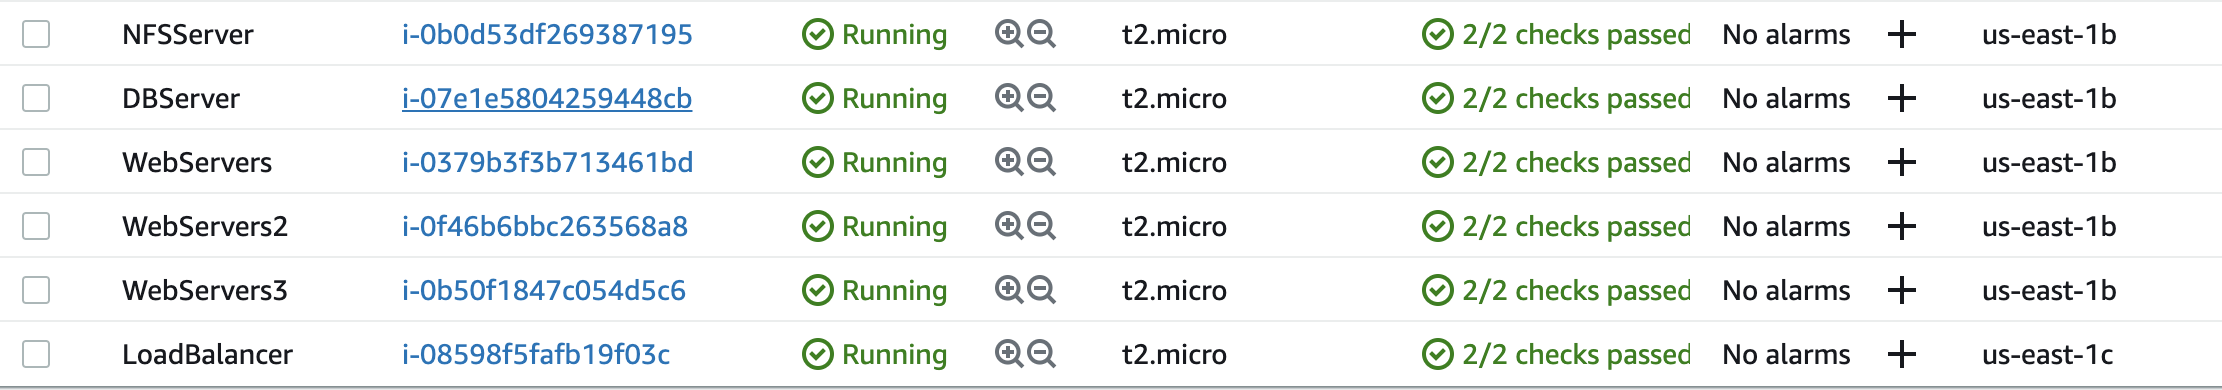 NFSServer i-0b0d53df269387195 Running t2.micro 2/2 checks passed No alarms + us-east-1b
DBServer i-07e1e5804259448cb Running t2.micro 2/2 checks passed No alarms + us-east-1b
WebServers i-0379b3f3b713461bd Running t2.micro 2/2 checks passed No alarms + us-east-1b
WebServers2 i-0f46b6bbc263568a8 Running t2.micro 2/2 checks passed No alarms + us-east-1b
WebServers3 i-0b50f1847c054d5c6 Running t2.micro 2/2 checks passed No alarms + us-east-1b
LoadBalancer i-08598f5fafb19f03c Running t2.micro 2/2 checks passed No alarms + us-east-1c